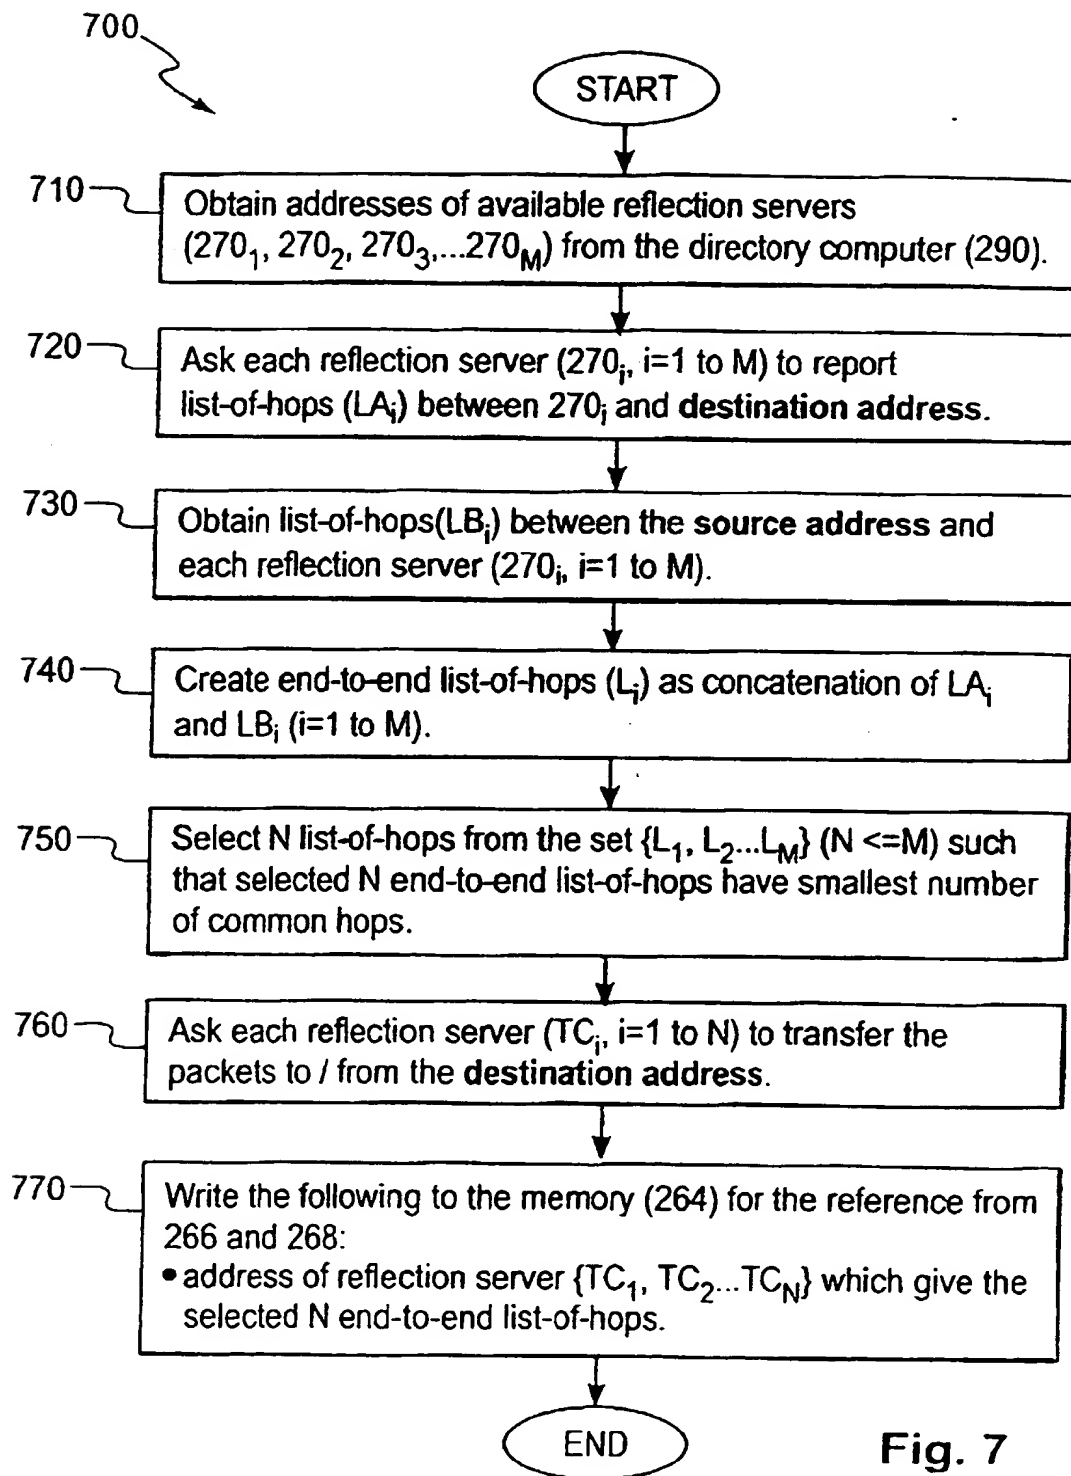 700
START
710
Obtain addresses of available reflection servers
(270₁, 270₂, 270₃,...270M) from the directory computer (290).
720
Ask each reflection server (270ᵢ, i=1 to M) to report
list-of-hops (LAᵢ) between 270ᵢ and destination address.
730
Obtain list-of-hops(LBᵢ) between the source address and
each reflection server (270ᵢ, i=1 to M).
740
Create end-to-end list-of-hops (Lᵢ) as concatenation of LAᵢ
and LBᵢ (i=1 to M).
750
Select N list-of-hops from the set {L₁, L₂...LM} (N <=M) such
that selected N end-to-end list-of-hops have smallest number
of common hops.
760
Ask each reflection server (TCᵢ, i=1 to N) to transfer the
packets to / from the destination address.
770
Write the following to the memory (264) for the reference from
266 and 268:
• address of reflection server {TC₁, TC₂...TCN} which give the
selected N end-to-end list-of-hops.
END
Fig. 7